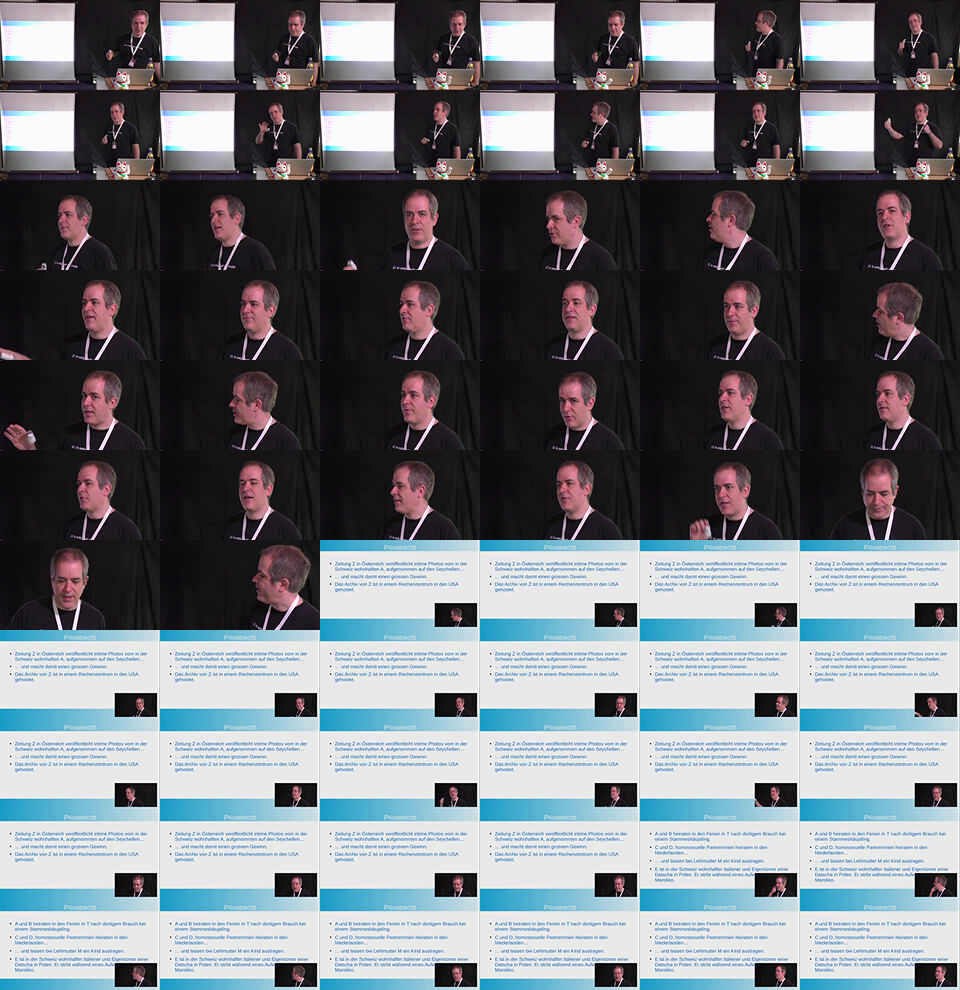 Privatrecht
Zeitung Z in Österreich veröffentlicht intime Photos vom in der
Schweiz wohnhaften A, aufgenommen auf den Seychellen...
... und macht damit einen grossen Gewinn.
Das Archiv von Z ist in einem Rechenzentrum in den USA
gehostet.
Privatrecht
A und B heiraten in den Ferien in T nach dortigem Brauch bei
einem Stammeshäuptling.
C und D, homosexuelle Partnerinnen heiraten in den
Niederlanden...
... und lassen bei Leihmutter M ein Kind austragen.
E ist in der Schweiz wohnhafter Italiener und Eigentümer einer
Datscha in Polen. Er stirbt während eines
Marokko.